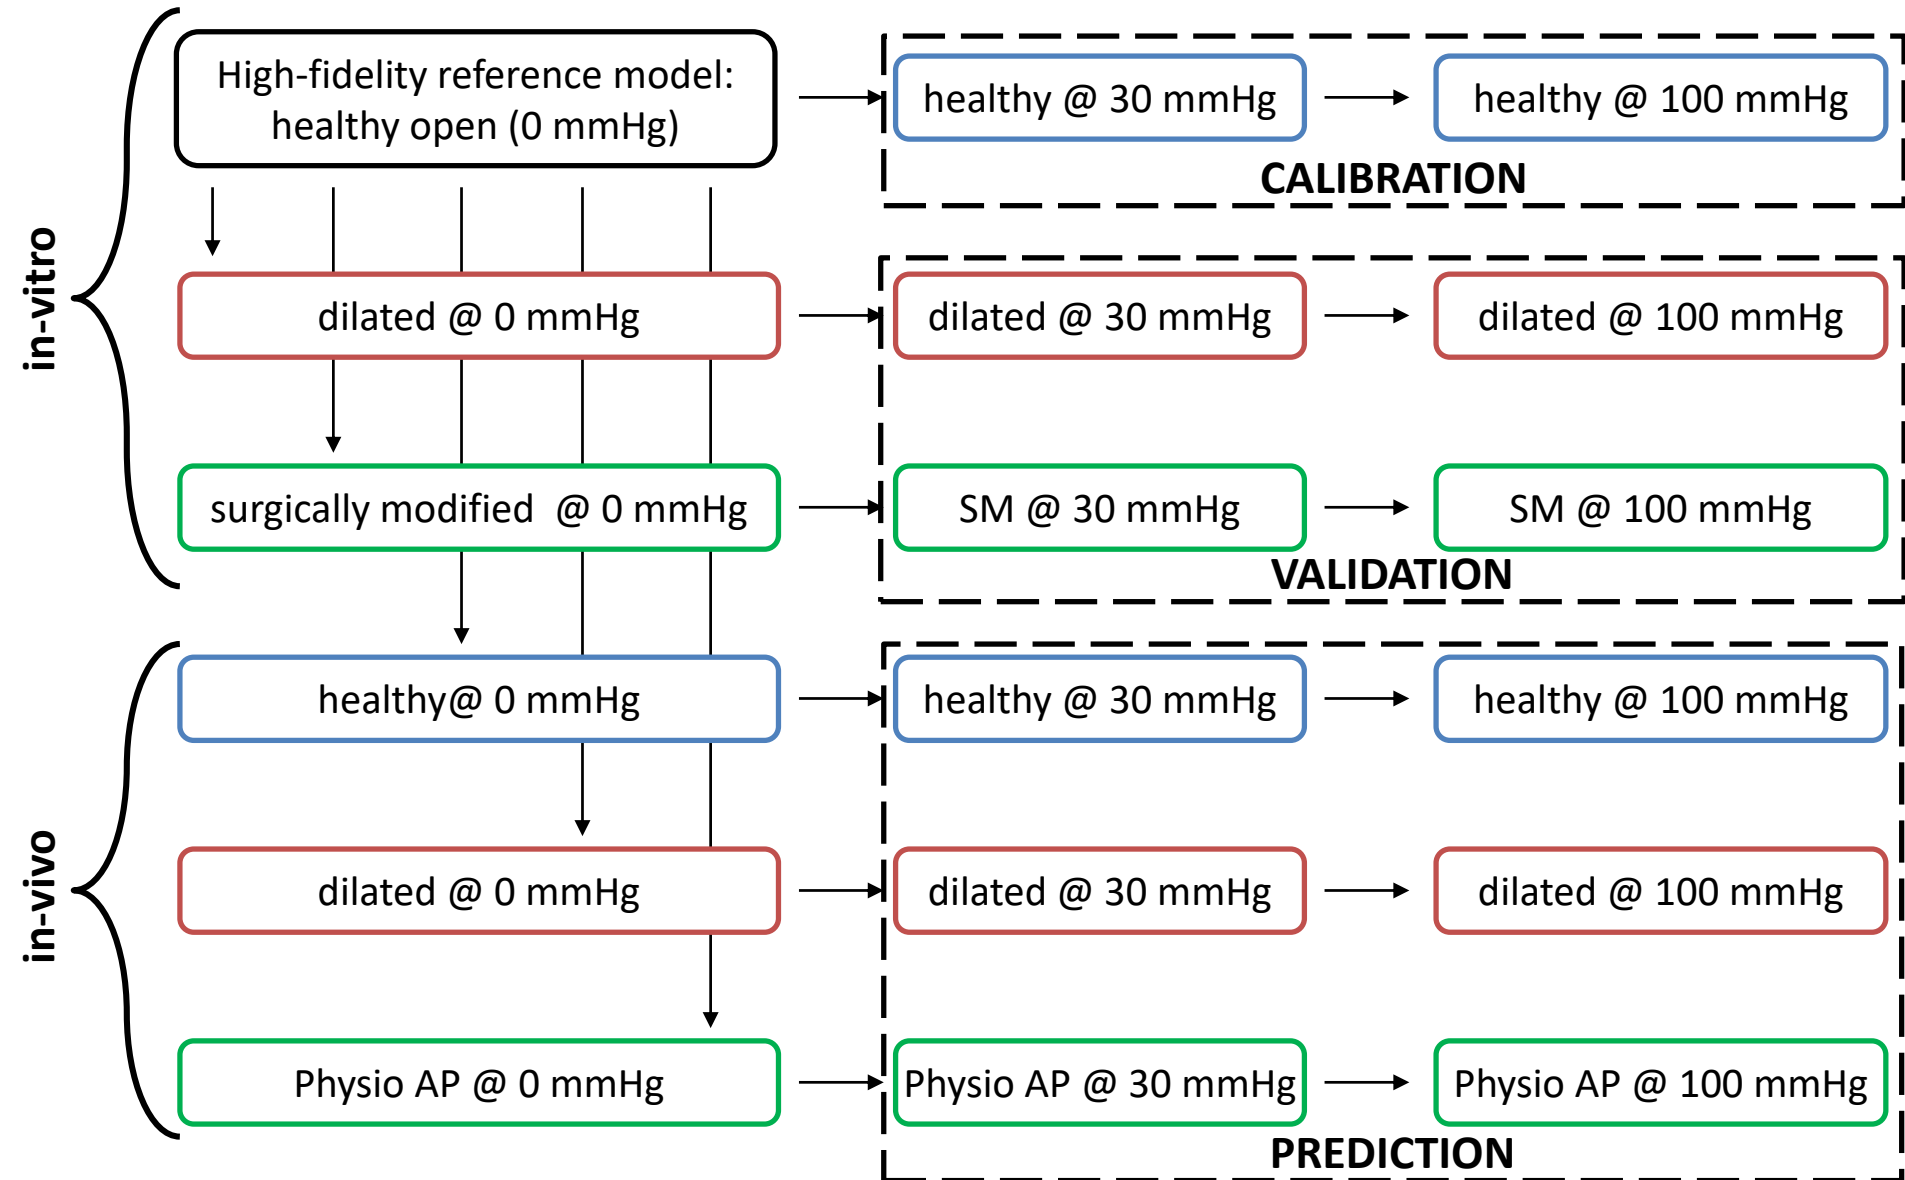 in-vitro
High-fidelity reference model:
healthy open (0 mmHg)
healthy @ 30 mmHg
healthy @ 100 mmHg
CALIBRATION
dilated @ 0 mmHg
dilated @ 30 mmHg
dilated @ 100 mmHg
surgically modified  @ 0 mmHg
SM @ 30 mmHg
SM @ 100 mmHg
VALIDATION
in-vivo
healthy@ 0 mmHg
healthy @ 30 mmHg
healthy @ 100 mmHg
dilated @ 0 mmHg
dilated @ 30 mmHg
dilated @ 100 mmHg
Physio AP @ 0 mmHg
Physio AP @ 30 mmHg
Physio AP @ 100 mmHg
PREDICTION